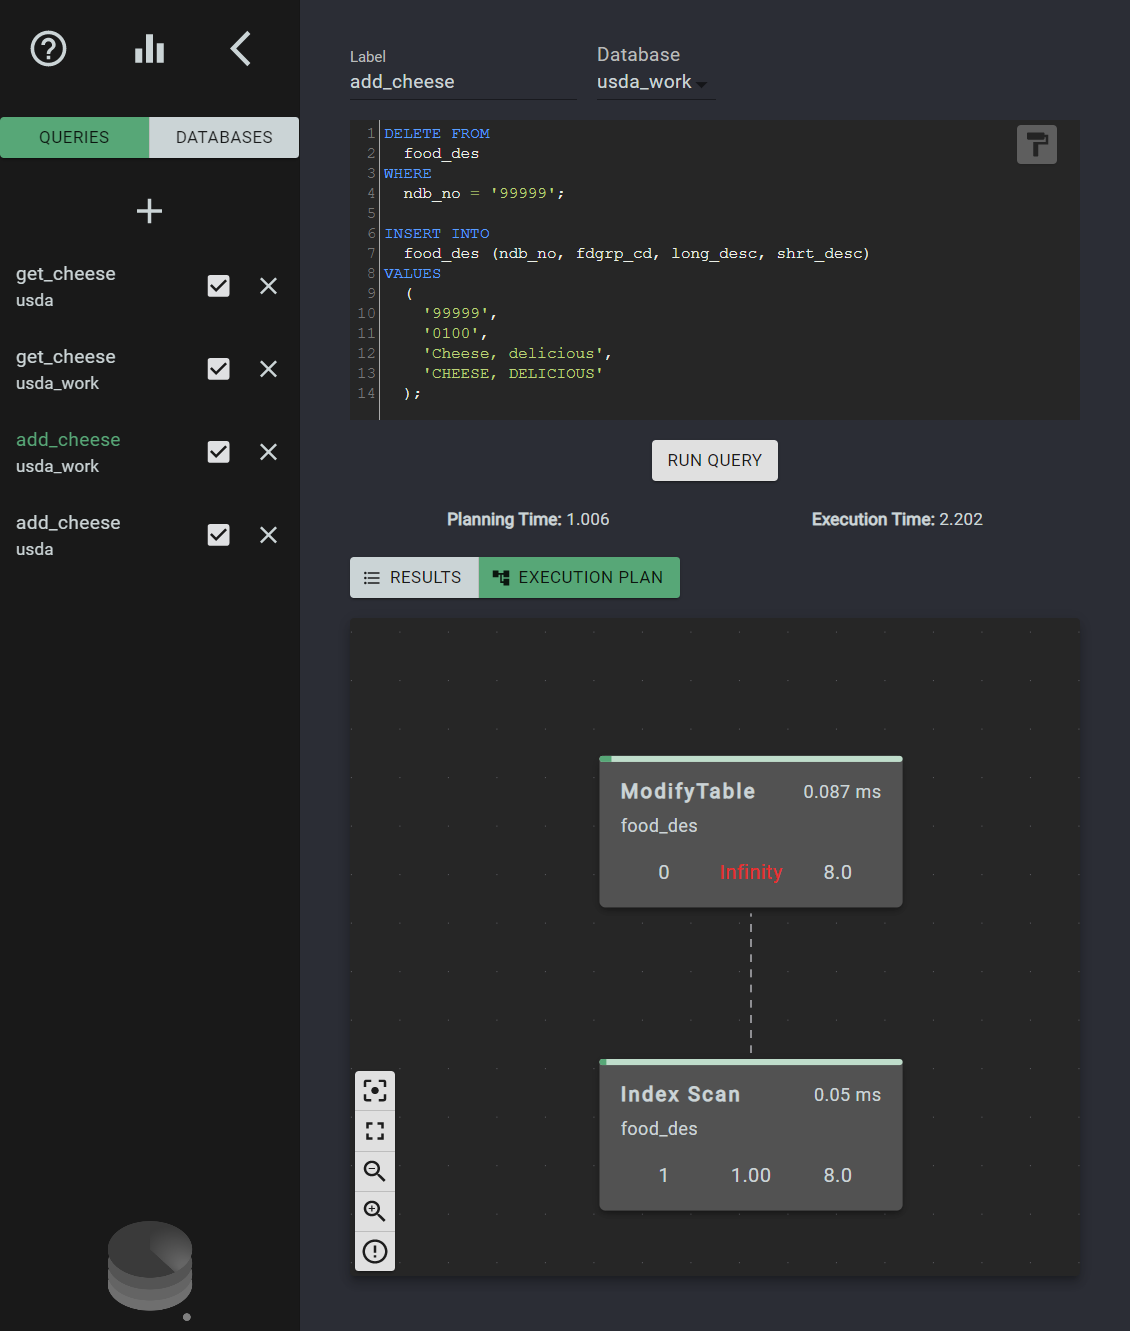 QUERIES
DATABASES
get_cheese
usda
get_cheese
usda_work
add_cheese
usda_work
add_cheese
usda
Label
add_cheese
Database
usda_work
1 DELETE FROM
2   food_des
3 WHERE
4   ndb_no = '99999';
5
6 INSERT INTO
7   food_des (ndb_no, fdgrp_cd, long_desc, shrt_desc)
8 VALUES
9   (
10     '99999',
11     '0100',
12     'Cheese, delicious',
13     'CHEESE, DELICIOUS'
14   );
RUN QUERY
Planning Time: 1.006
Execution Time: 2.202
RESULTS
EXECUTION PLAN
ModifyTable 0.087 ms
food_des
0 Infinity 8.0
Index Scan 0.05 ms
food_des
1 1.00 8.0